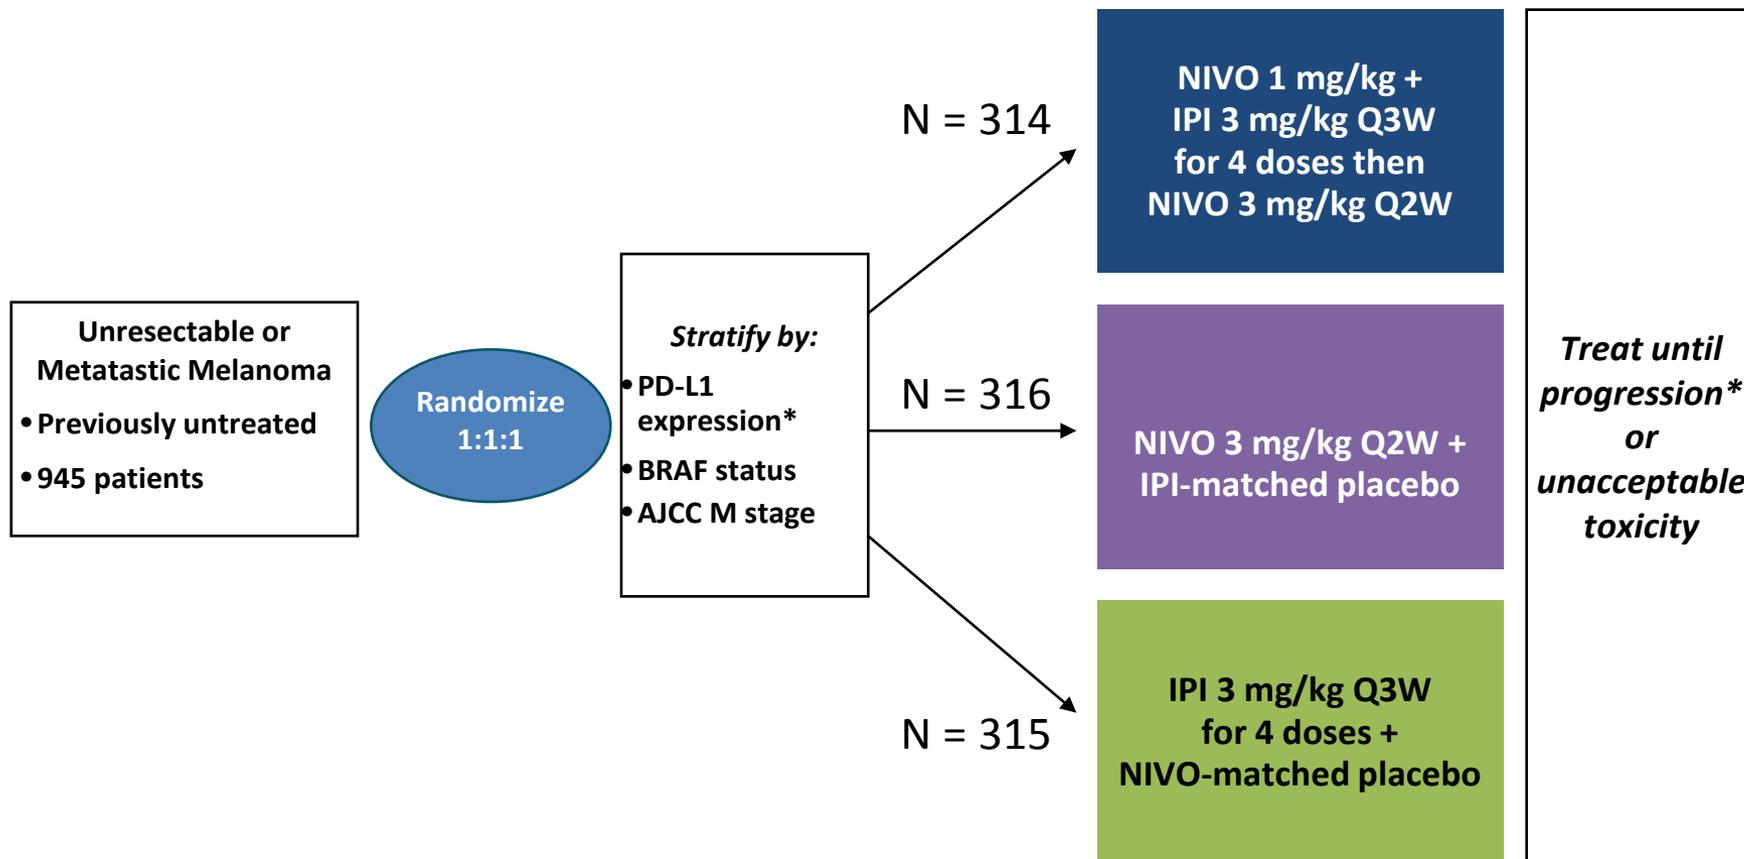 Unresectable or
Metatastic Melanoma
• Previously untreated
• 945 patients
Randomize
1:1:1
Stratify by:
• PD-L1
expression*
• BRAF status
• AJCC M stage
N = 314
N = 316
N = 315
NIVO 1 mg/kg +
IPI 3 mg/kg Q3W
for 4 doses then
NIVO 3 mg/kg Q2W
NIVO 3 mg/kg Q2W +
IPI-matched placebo
IPI 3 mg/kg Q3W
for 4 doses +
NIVO-matched placebo
Treat until
progression*
or
unacceptable
toxicity